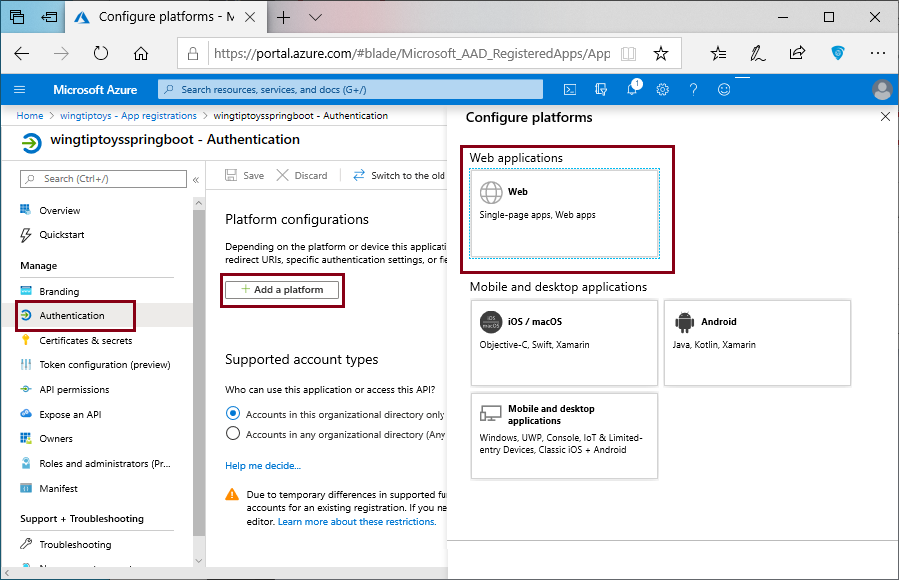 Configure platforms - M
https://portal.azure.com/#blade/Microsoft_AAD_RegisteredApps/App
Microsoft Azure
Search resources, services, and docs (G+/)
1
Home > wingtiptoys - App registrations > wingtiptoysspringboot - Authentication
wingtiptoysspringboot - Authentication
Search (Ctrl+/)
«
Overview
Quickstart
Manage
Branding
Authentication
Certificates & secrets
Token configuration (preview)
API permissions
Expose an API
Owners
Roles and administrators (Pr...
Manifest
Support + Troubleshooting
Troubleshooting
Save
Discard
Switch to the old
Platform configurations
Depending on the platform or device this applicati
redirect URIs, specific authentication settings, or fie
+ Add a platform
Supported account types
Who can use this application or access this API?
Accounts in this organizational directory only
Accounts in any organizational directory (Any
Help me decide...
Due to temporary differences in supported fu
accounts for an existing registration. If you ne
editor. Learn more about these restrictions.
Configure platforms
Web applications
Web
Single-page apps, Web apps
Mobile and desktop applications
iOS
macOS
iOS / macOS
Objective-C, Swift, Xamarin
Android
Java, Kotlin, Xamarin
Mobile and desktop
applications
Windows, UWP, Console, IoT & Limited-
entry Devices, Classic iOS + Android